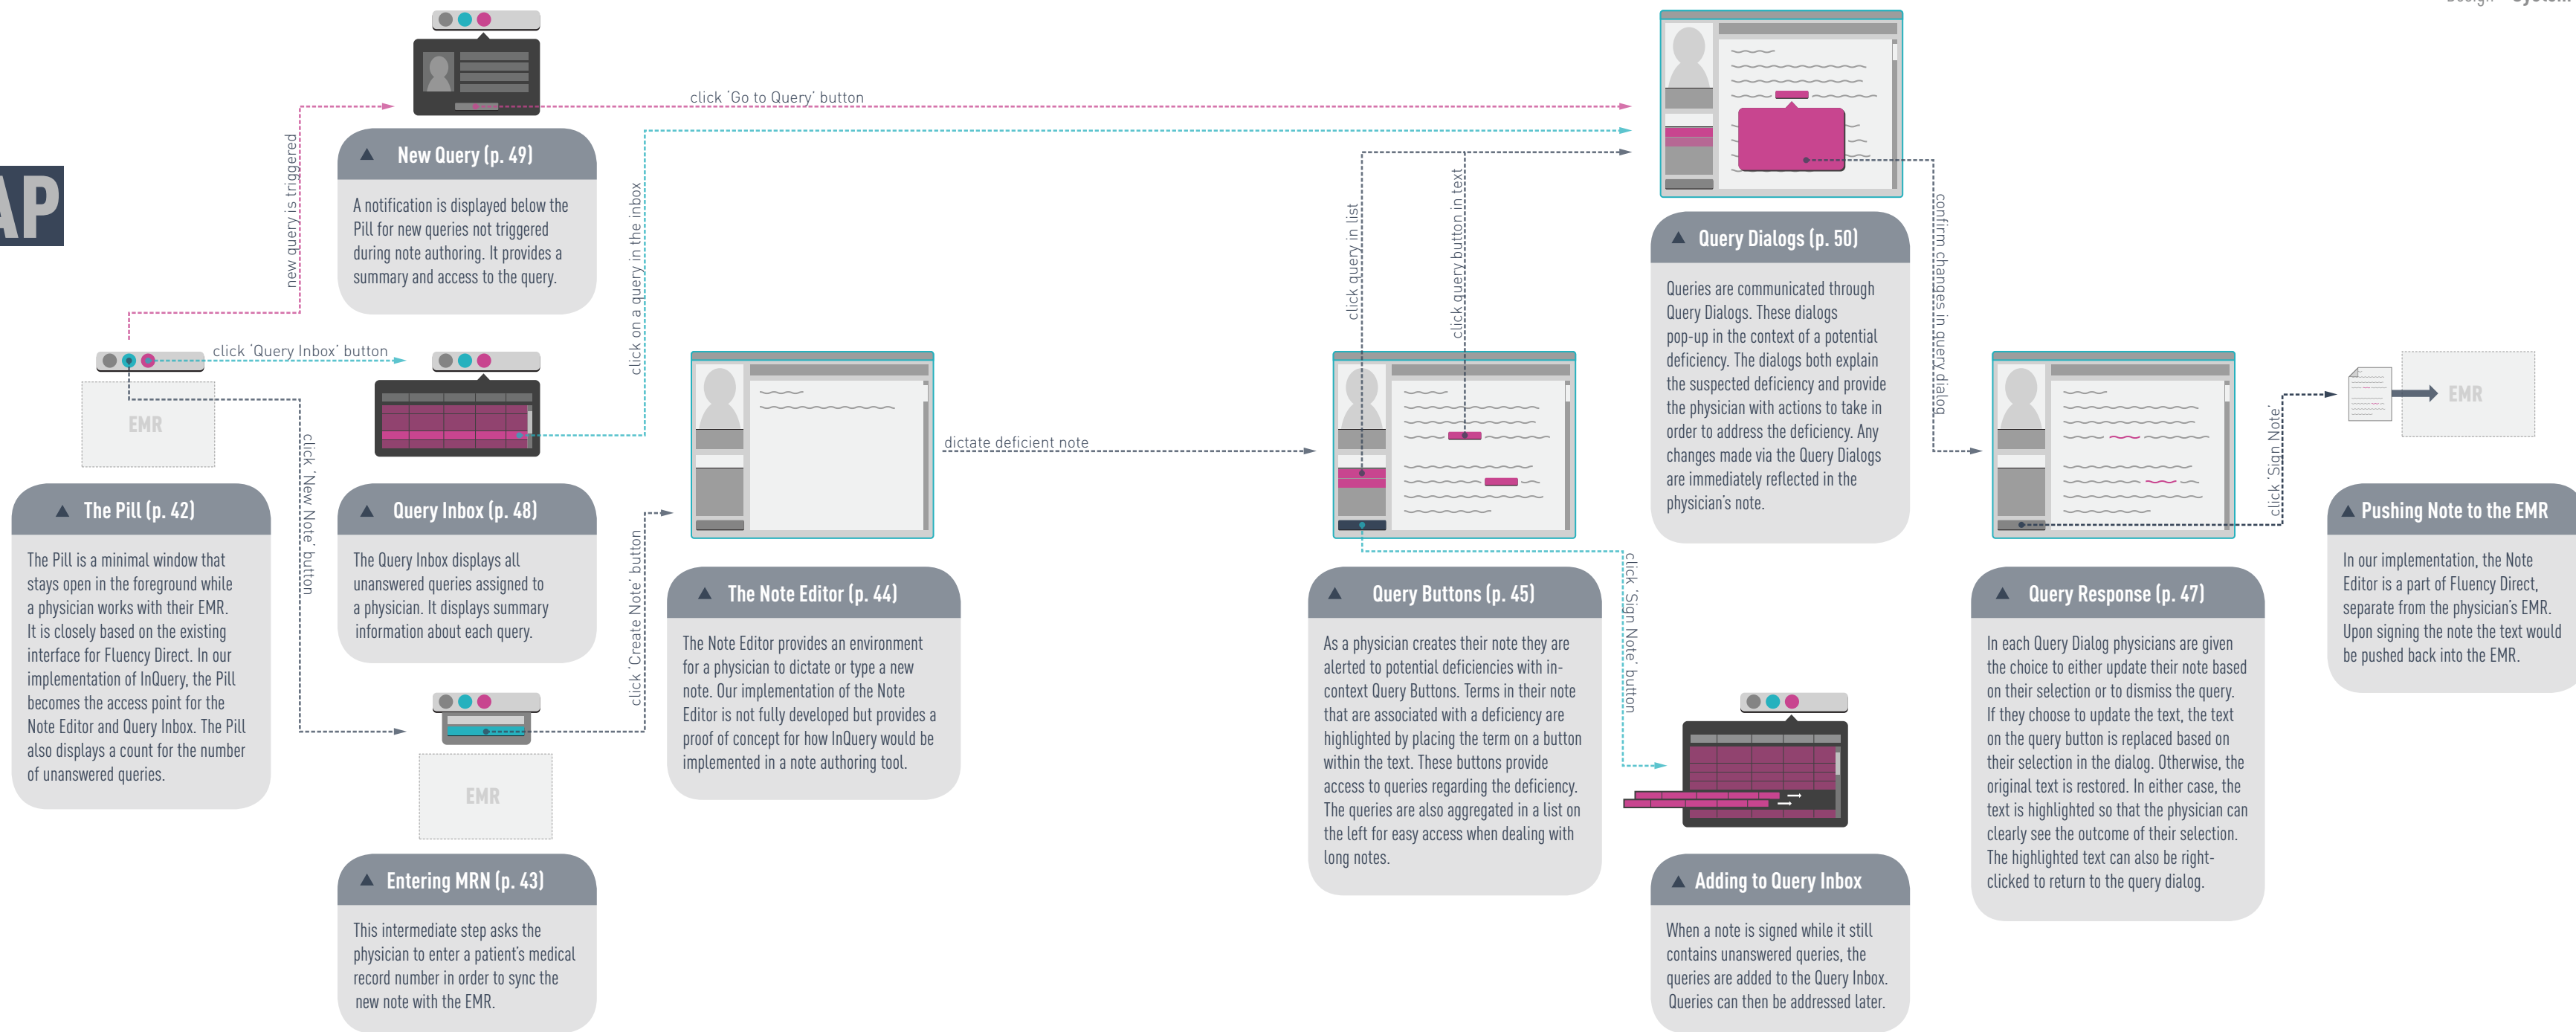 AP
new query is triggered
click 'Go to Query' button
New Query (p. 49)
A notification is displayed below the
Pill for new queries not triggered
during note authoring. It provides a
summary and access to the query.
click 'Query Inbox' button
EMR
The Pill (p. 42)
The Pill is a minimal window that
stays open in the foreground while
a physician works with their EMR.
It is closely based on the existing
interface for Fluency Direct. In our
implementation of InQuery, the Pill
becomes the access point for the
Note Editor and Query Inbox. The Pill
also displays a count for the number
of unanswered queries.
click 'New Note' button
Query Inbox (p. 48)
The Query Inbox displays all
unanswered queries assigned to
a physician. It displays summary
information about each query.
click on a query in the inbox
EMR
Entering MRN (p. 43)
This intermediate step asks the
physician to enter a patient's medical
record number in order to sync the
new note with the EMR.
click 'Create Note' button
The Note Editor (p. 44)
The Note Editor provides an environment
for a physician to dictate or type a new
note. Our implementation of the Note
Editor is not fully developed but provides a
proof of concept for how InQuery would be
implemented in a note authoring tool.
dictate deficient note
click query in list
click query button in text
Query Buttons (p. 45)
As a physician creates their note they are
alerted to potential deficiencies with in-
context Query Buttons. Terms in their note
that are associated with a deficiency are
highlighted by placing the term on a button
within the text. These buttons provide
access to queries regarding the deficiency.
The queries are also aggregated in a list on
the left for easy access when dealing with
long notes.
click 'Sign Note' button
Query Dialogs (p. 50)
Queries are communicated through
Query Dialogs. These dialogs
pop-up in the context of a potential
deficiency. The dialogs both explain
the suspected deficiency and provide
the physician with actions to take in
order to address the deficiency. Any
changes made via the Query Dialogs
are immediately reflected in the
physician's note.
Adding to Query Inbox
When a note is signed while it still
contains unanswered queries, the
queries are added to the Query Inbox.
Queries can then be addressed later.
confirm changes in query dialog
Query Response (p. 47)
In each Query Dialog physicians are given
the choice to either update their note based
on their selection or to dismiss the query.
If they choose to update the text, the text
on the query button is replaced based on
their selection in the dialog. Otherwise, the
original text is restored. In either case, the
text is highlighted so that the physician can
clearly see the outcome of their selection.
The highlighted text can also be right-
clicked to return to the query dialog.
click 'Sign Note'
EMR
Pushing Note to the EMR
In our implementation, the Note
Editor is a part of Fluency Direct,
separate from the physician's EMR.
Upon signing the note the text would
be pushed back into the EMR.